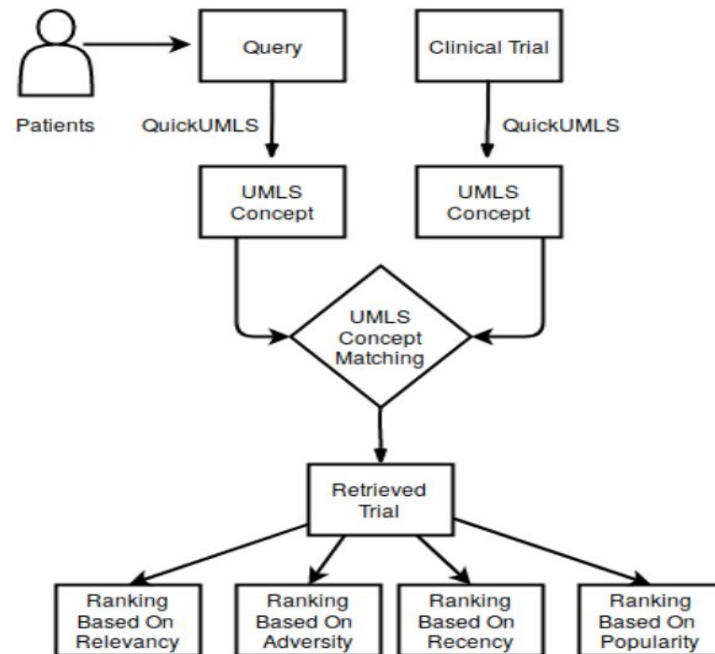 Query
Clinical Trial
Patients
QuickUMLS
QuickUMLS
UMLS
Concept
UMLS
Concept
UMLS
Concept
Matching
Retrieved
Trial
Ranking
Based On
Relevancy
Ranking
Based On
Adversity
Ranking
Based On
Recency
Ranking
Based On
Popularity